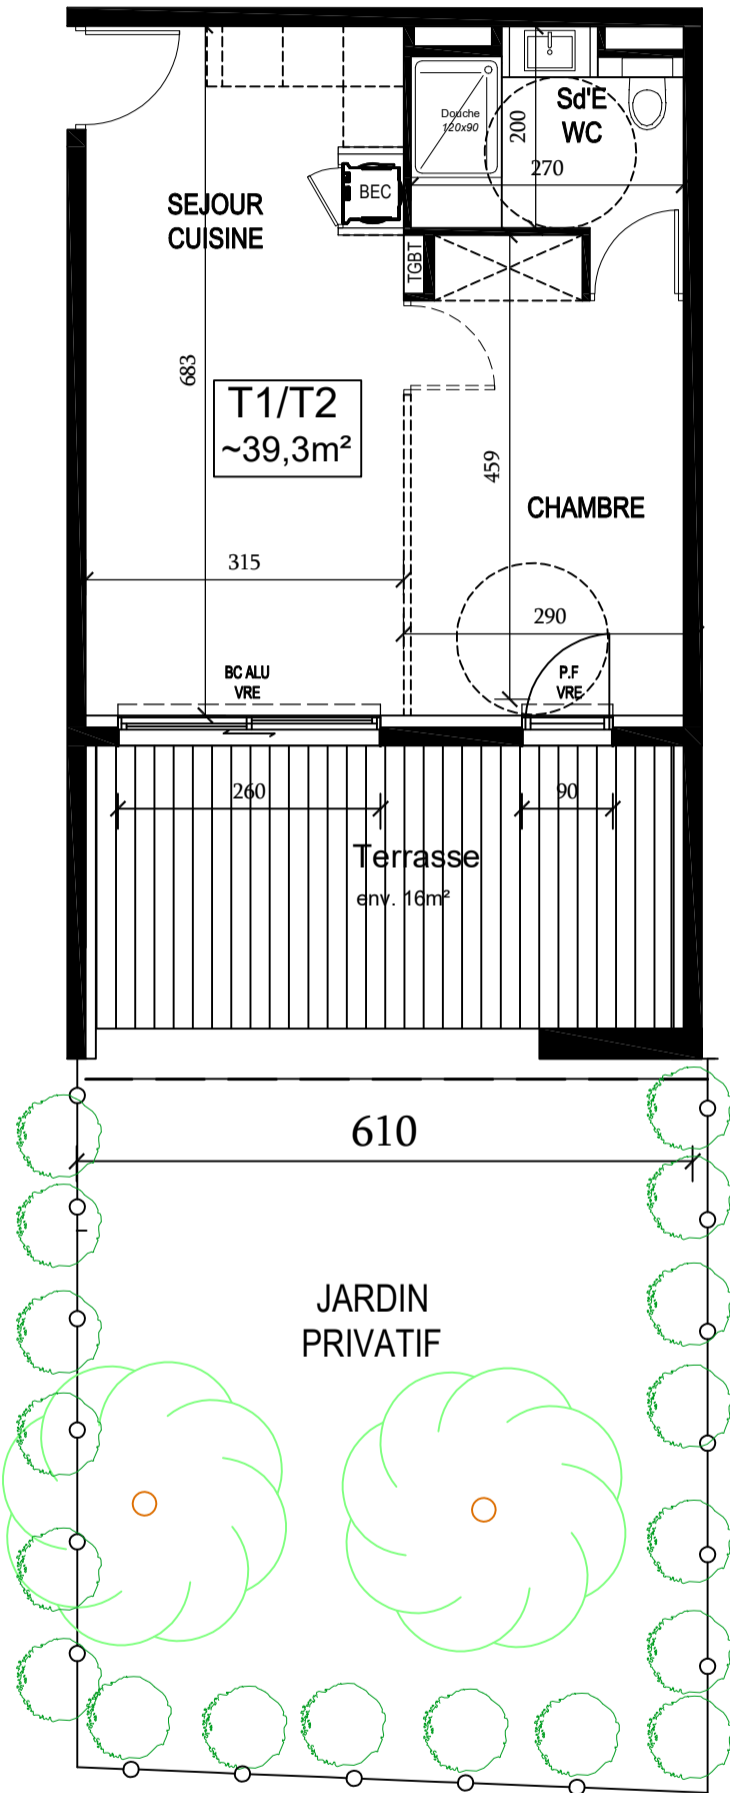 Sd'E
WC
Douche
120x90
200
270
BEC
SEJOUR
CUISINE
TGBT
683
T1/T2
~39,3m²
459
CHAMBRE
315
290
BC ALU
VRE
P.F
VRE
260
90
Terrasse
env. 16m²
610
JARDIN
PRIVATIF